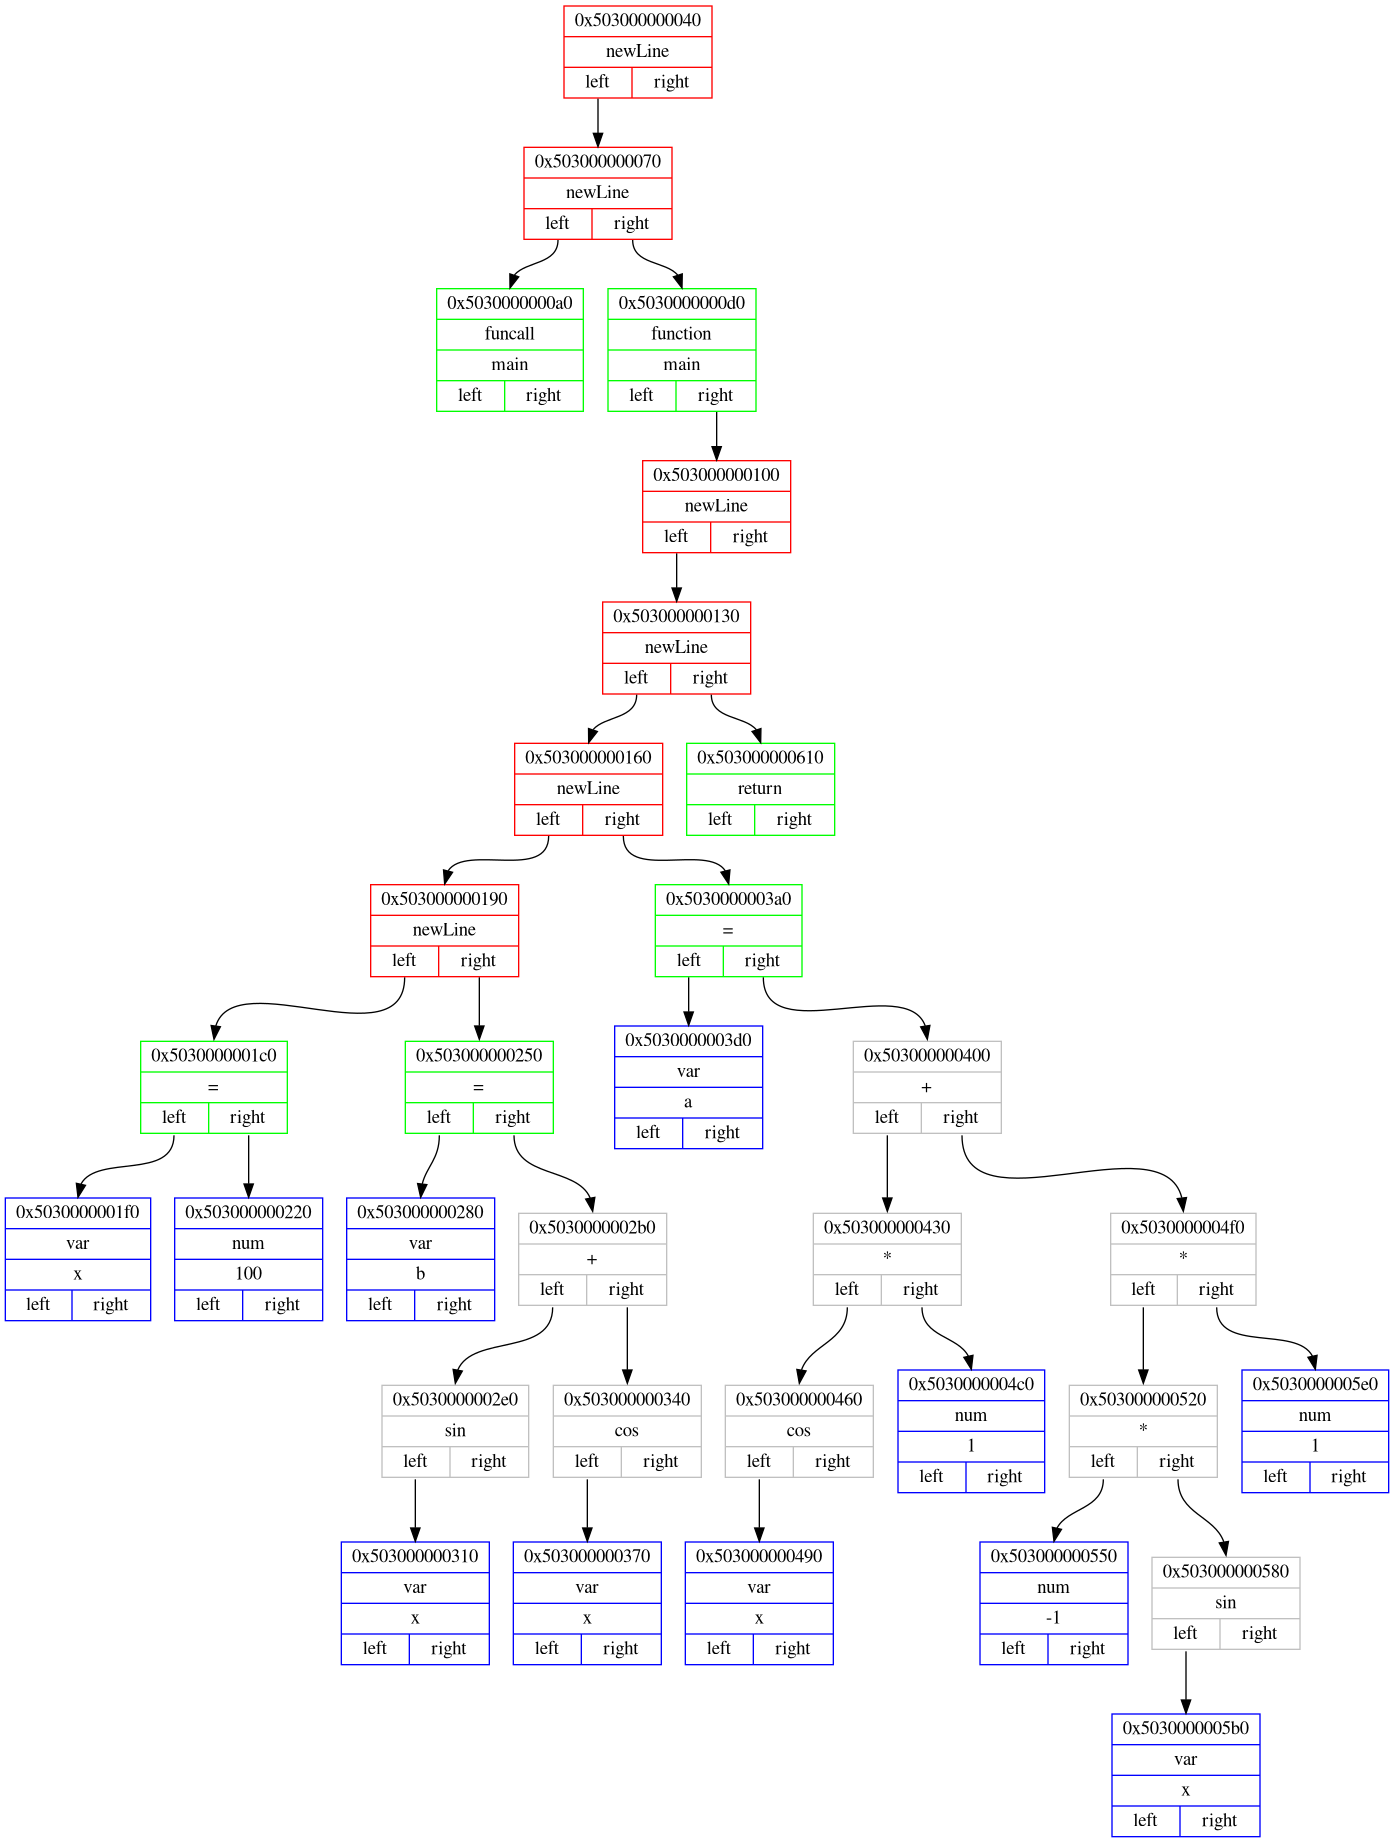 0x503000000040
newLine
left right
0x503000000070
newLine
left right
0x5030000000a0
funcall
main
left right
0x5030000000d0
function
main
left right
0x503000000100
newLine
left right
0x503000000130
newLine
left right
0x503000000160
newLine
left right
0x503000000610
return
left right
0x503000000190
newLine
left right
0x5030000003a0
=
left right
0x5030000001c0
=
left right
0x503000000250
=
left right
0x5030000003d0
var
a
left right
0x503000000400
+
left right
0x5030000001f0
var
x
left right
0x503000000220
num
100
left right
0x503000000280
var
b
left right
0x5030000002b0
+
left right
0x503000000430
*
left right
0x5030000004f0
*
left right
0x5030000002e0
sin
left right
0x503000000340
cos
left right
0x503000000460
cos
left right
0x5030000004c0
num
1
left right
0x503000000520
*
left right
0x5030000005e0
num
1
left right
0x503000000310
var
x
left right
0x503000000370
var
x
left right
0x503000000490
var
x
left right
0x503000000550
num
-1
left right
0x503000000580
sin
left right
0x5030000005b0
var
x
left right